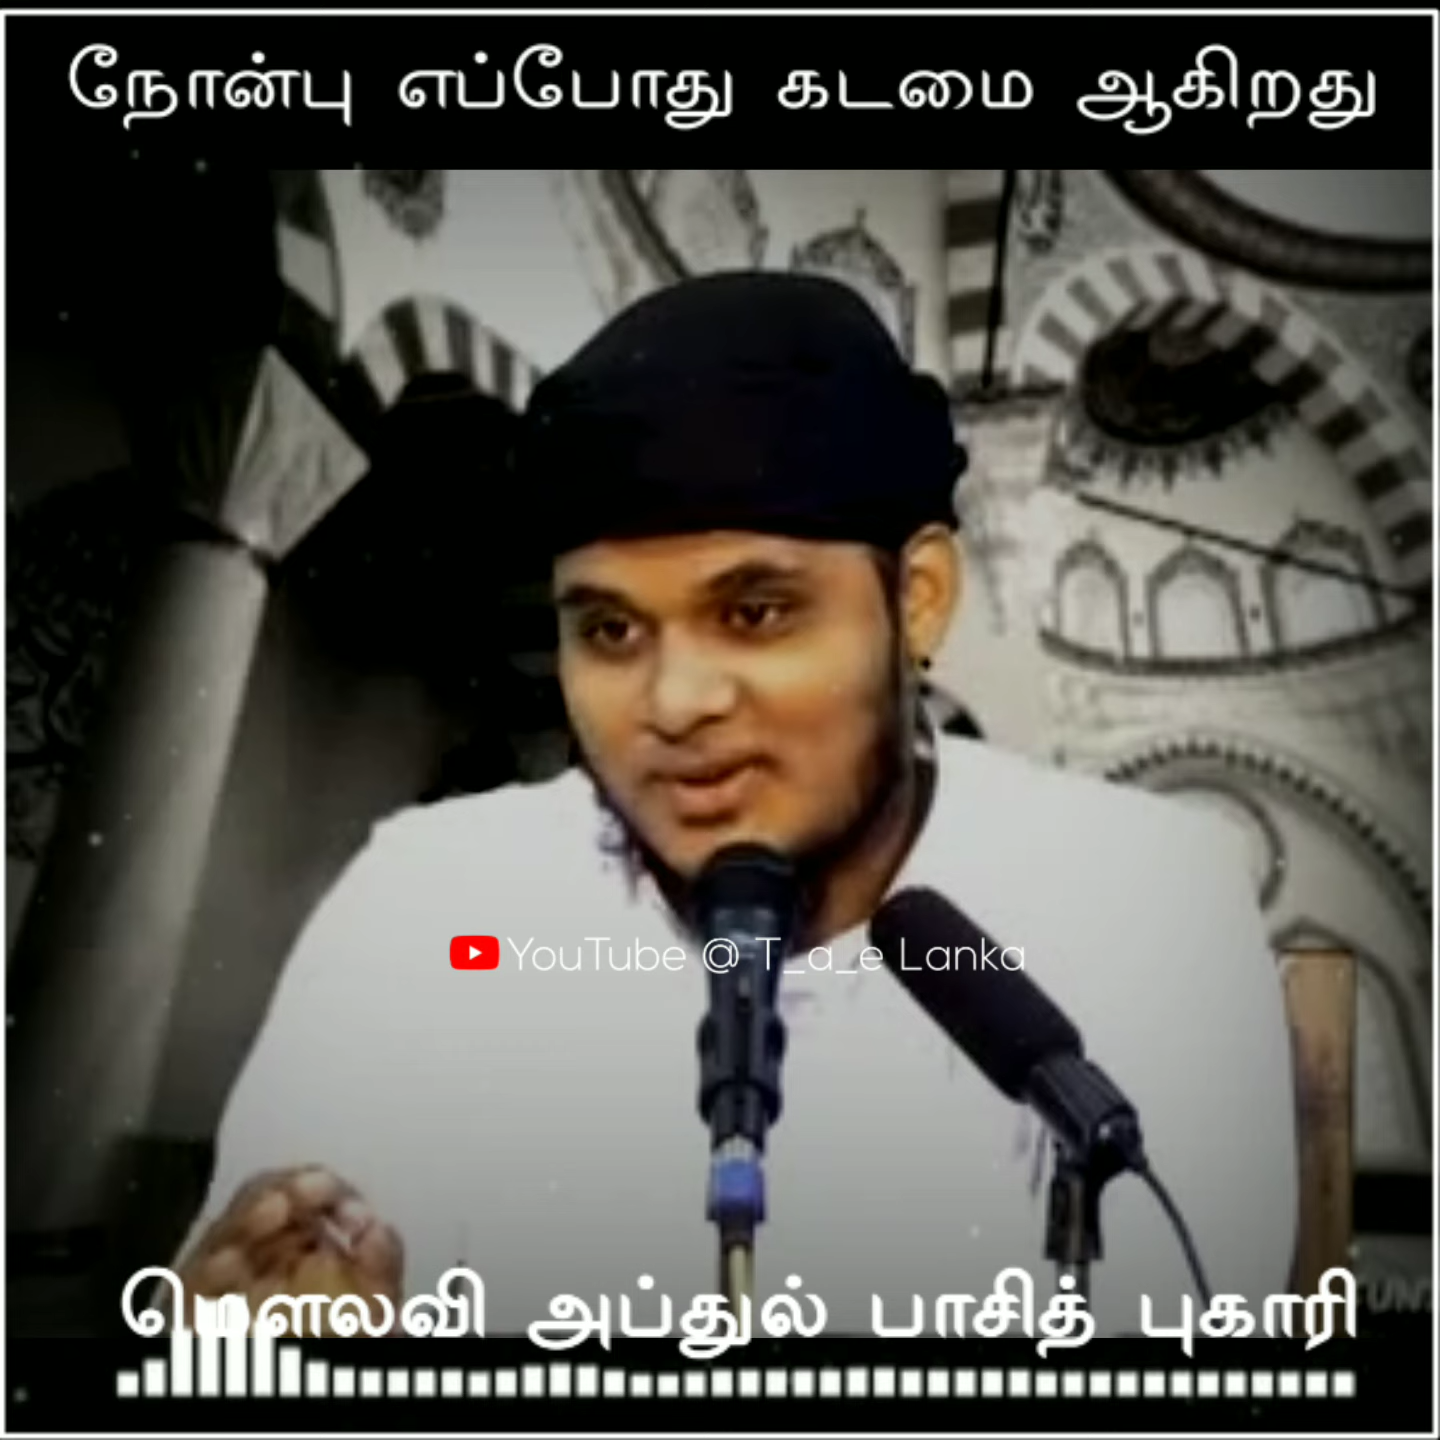 நோன்பு எப்போது கடமை ஆகிறது
YouTube @ T_a_e Lanka
மௌலவி அப்துல் பாசித் புகாரி